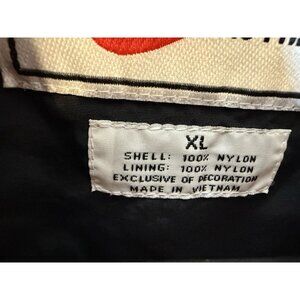 XL
SHELL: 100% NYLON
LINING: 100% NYLON
EXCLUSIVE OF DECORATION
MADE IN VIETNAM